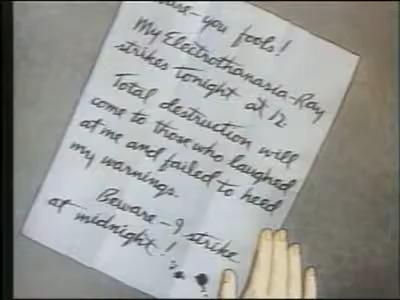 Beware-you fools!
My Electrothanasia-Ray
strikes tonight at 12
Total destruction will
come to those who laughed
at me and failed to heed
my warnings.
Beware-I strike
at midnight!